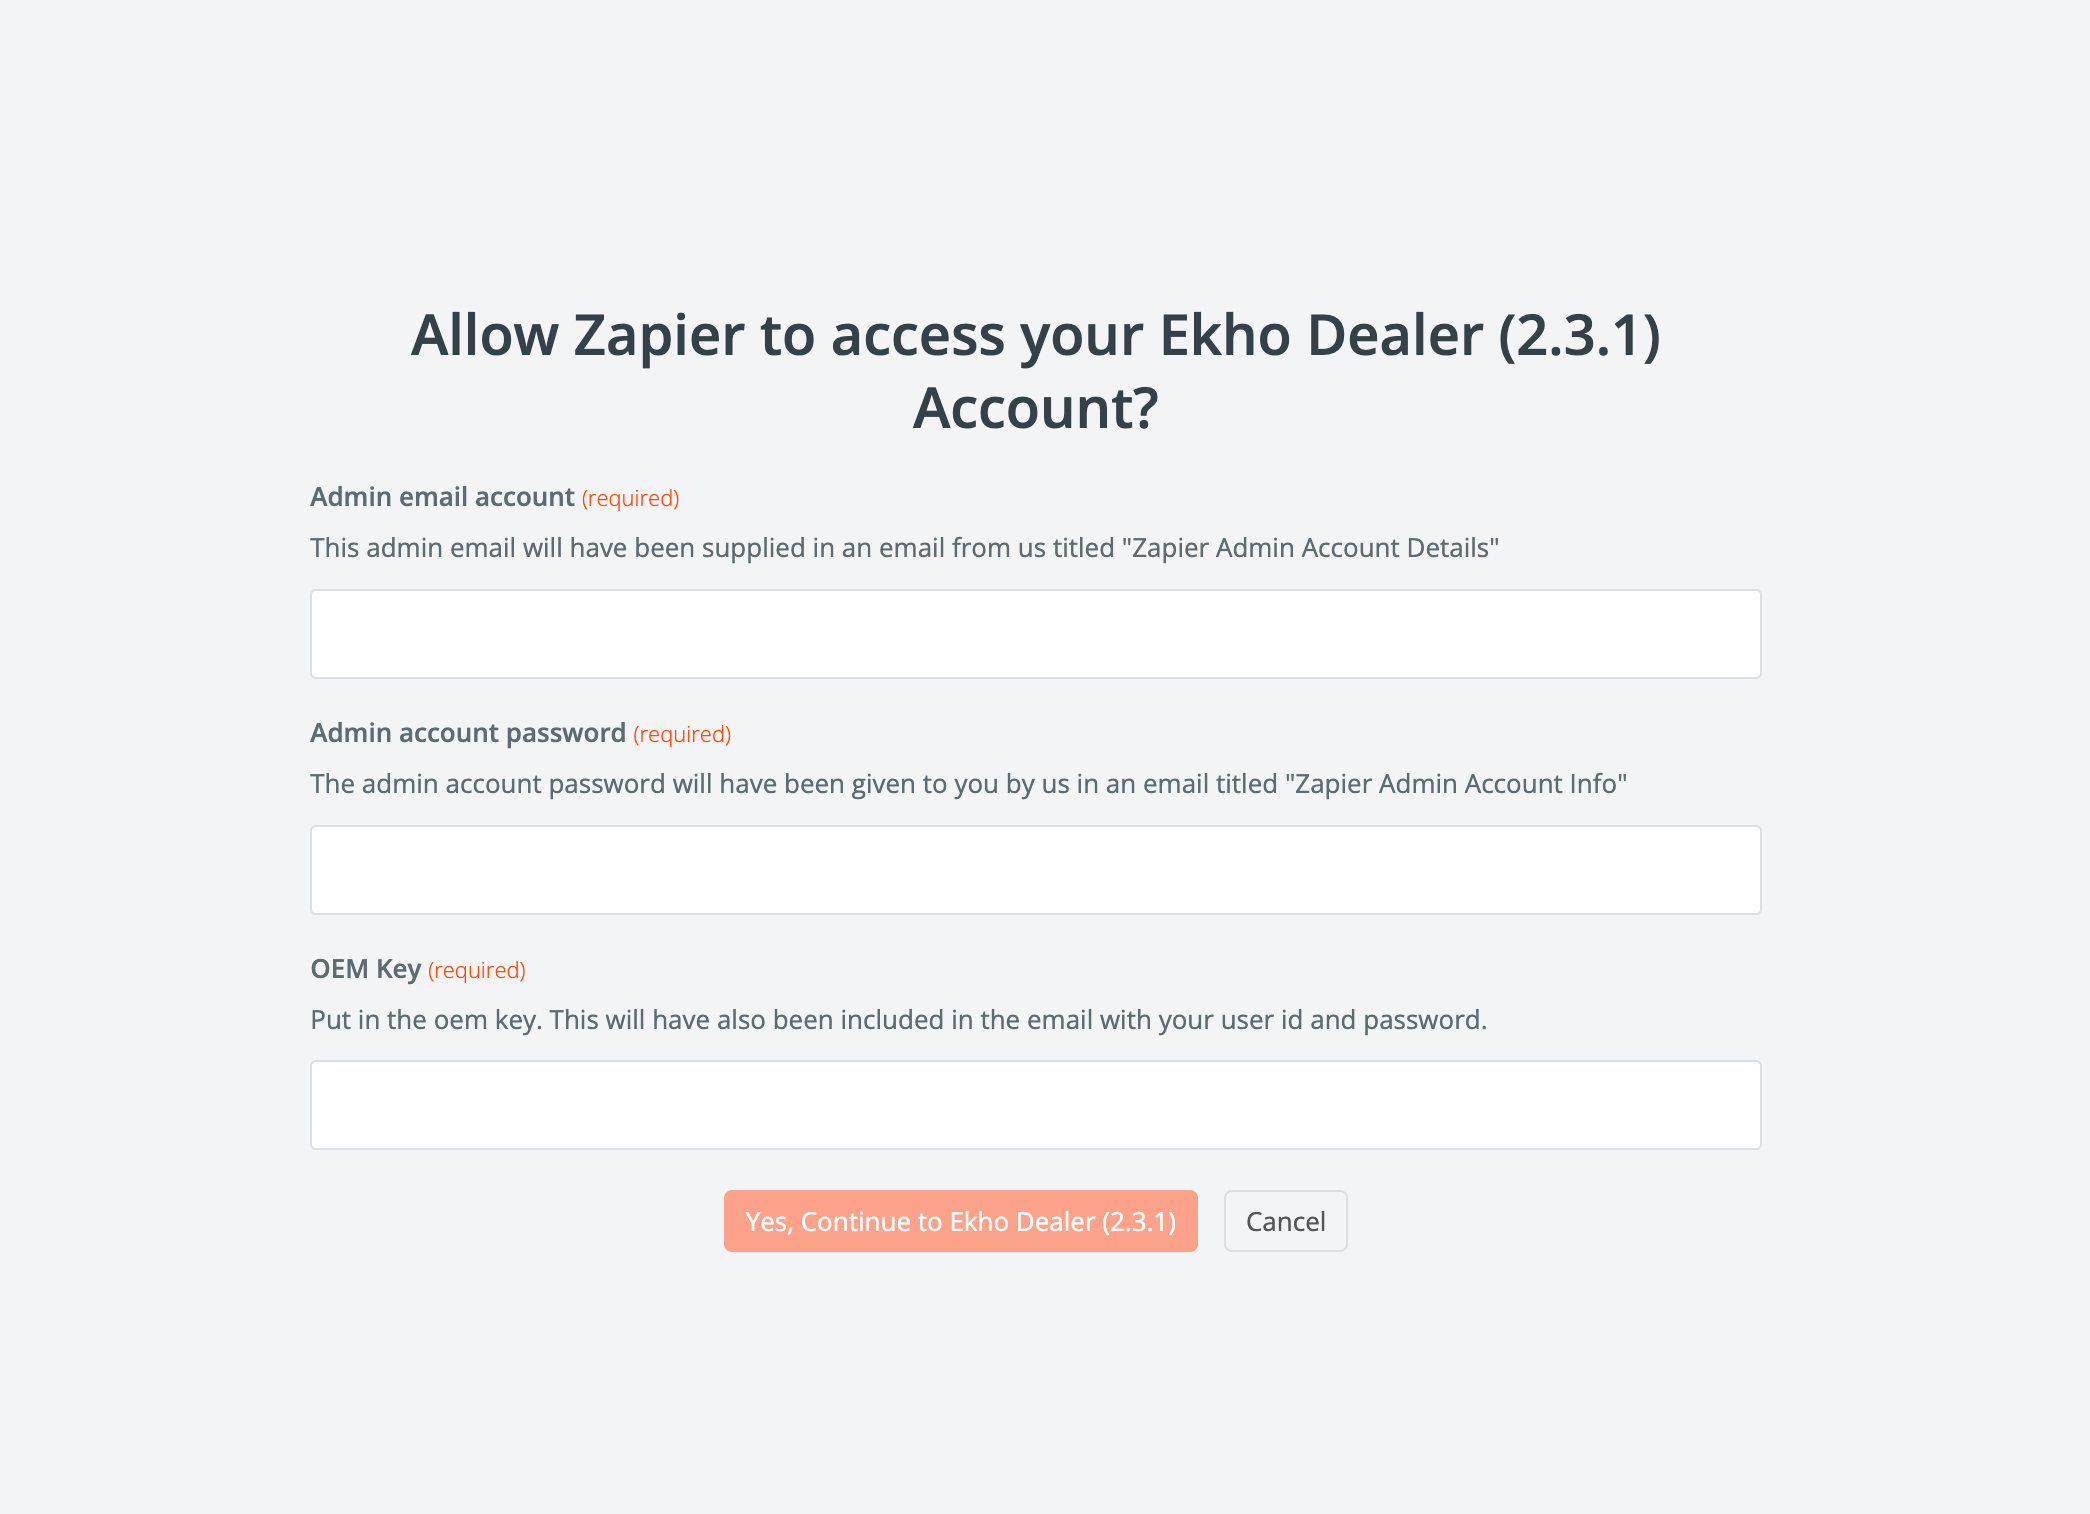 Allow Zapier to access your Ekho Dealer (2.3.1)
Account?
Admin email account (required)
This admin email will have been supplied in an email from us titled "Zapier Admin Account Details"
Admin account password (required)
The admin account password will have been given to you by us in an email titled "Zapier Admin Account Info"
OEM Key (required)
Put in the oem key. This will have also been included in the email with your user id and password.
Yes, Continue to Ekho Dealer (2.3.1)
Cancel